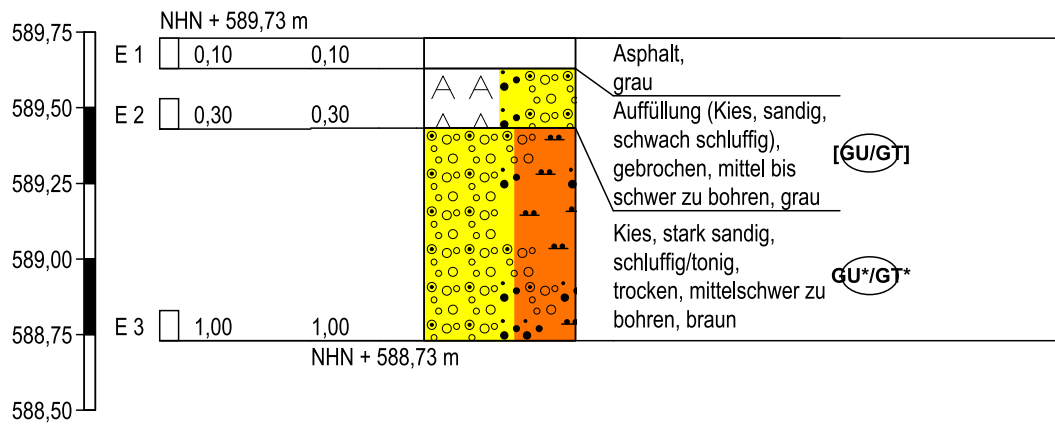 NHN + 589,73 m
589,75
E 1 0,10 0,10
Asphalt,
grau
589,50
E 2 0,30 0,30
Auffüllung (Kies, sandig,
schwach schluffig),
gebrochen, mittel bis
schwer zu bohren, grau
[GU/GT]
589,25
589,00
Kies, stark sandig,
schluffig/tonig,
trocken, mittelschwer zu
bohren, braun
GU*/GT*
588,75
E 3 1,00 1,00
NHN + 588,73 m
588,50